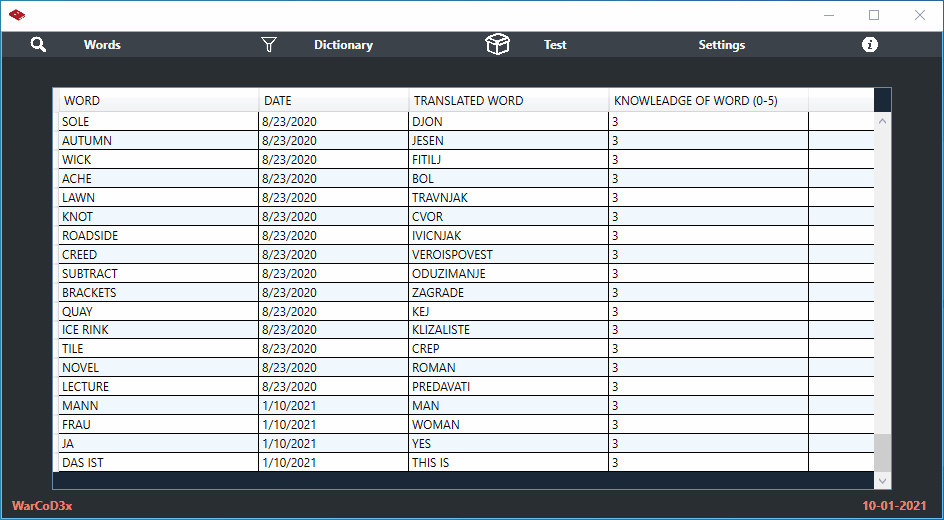 Words Dictionary Test Settings
WORD DATE TRANSLATED WORD KNOWLEADGE OF WORD (0-5)
SOLE 8/23/2020 DJON 3
AUTUMN 8/23/2020 JESEN 3
WICK 8/23/2020 FITILJ 3
ACHE 8/23/2020 BOL 3
LAWN 8/23/2020 TRAVNJAK 3
KNOT 8/23/2020 CVOR 3
ROADSIDE 8/23/2020 IVICNJAK 3
CREED 8/23/2020 VEROISPOVEST 3
SUBTRACT 8/23/2020 ODUZIMANJE 3
BRACKETS 8/23/2020 ZAGRADE 3
QUAY 8/23/2020 KEJ 3
ICE RINK 8/23/2020 KLIZALISTE 3
TILE 8/23/2020 CREP 3
NOVEL 8/23/2020 ROMAN 3
LECTURE 8/23/2020 PREDAVATI 3
MANN 1/10/2021 MAN 3
FRAU 1/10/2021 WOMAN 3
JA 1/10/2021 YES 3
DAS IST 1/10/2021 THIS IS 3
WarCoD3x 10-01-2021